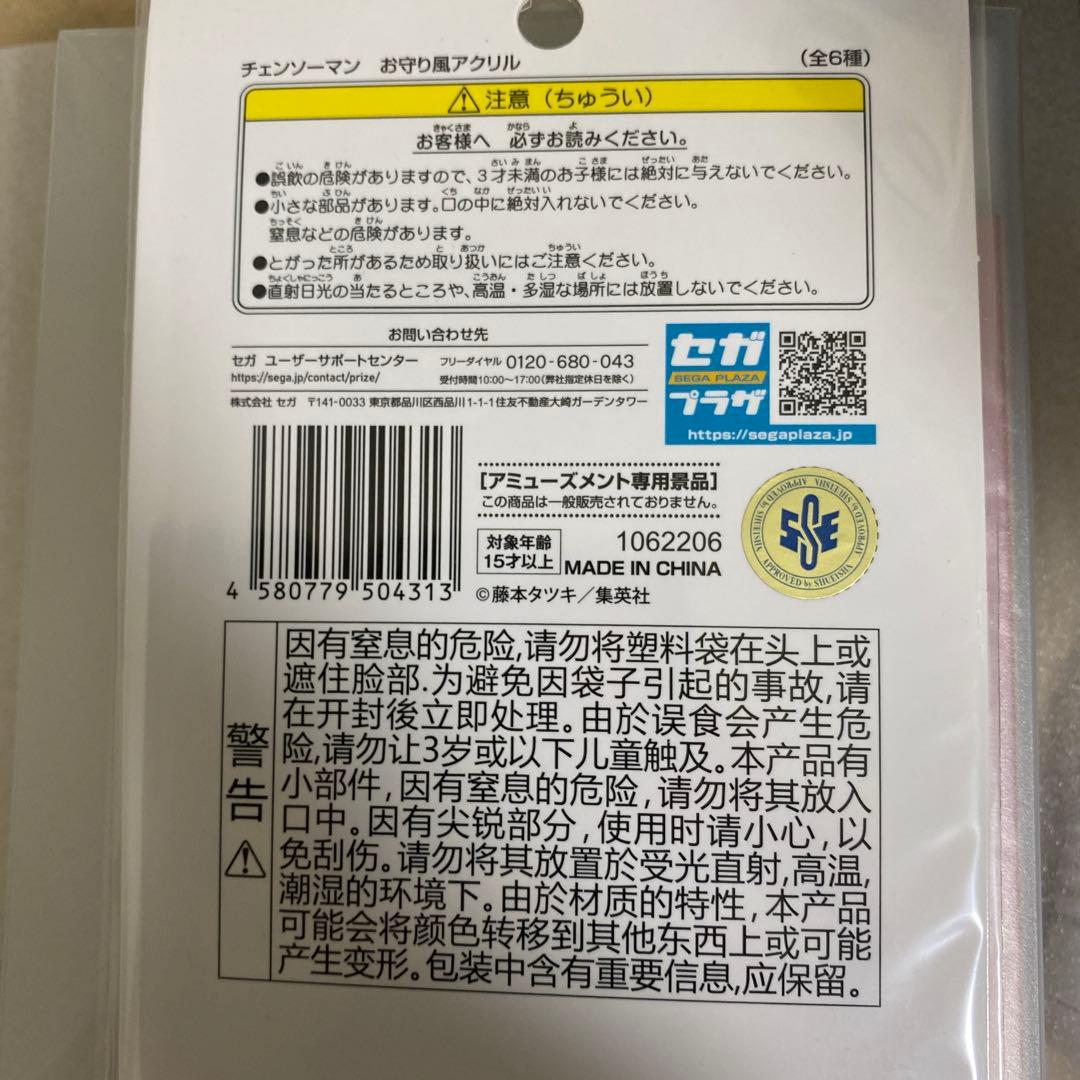 チェンソーマン お守り風アクリル (全6種)
⚠注意(ちゅうい)
お客様へ 必ずお読みください。
●誤飲の危険がありますので、3才未満のお子様には絶対に与えないでください。
●小さな部品があります。口の中に絶対入れないでください。
窒息などの危険があります。
●とがった所があるため取り扱いにはご注意ください。
●直射日光の当たるところや、高温・多湿な場所には放置しないでください。
お問い合わせ先
セガ ユーザーサポートセンター フリーダイヤル 0120-680-043
https://sega.jp/contact/prize/ 受付時間10:00〜17:00(弊社指定休日を除く)
株式会社 セガ 〒141-0033 東京都品川区西品川1-1-1住友不動産大崎ガーデンタワー
セガ
SEGA PLAZA
プラザ
https://segaplaza.jp
[アミューズメント専用景品]
この商品は一般販売されておりません。
対象年齢
15才以上
1062206
MADE IN CHINA
©藤本タツキ/集英社
4 580779 504313
SSE
APPROVED by SHUEISHA
APPROVED by SHUEISHA
APPROVED by SHUEISHA
警告⚠
因有窒息的危险,请勿将塑料袋在头上或
遮住脸部.为避免因袋子引起的事故,请
在开封後立即处理。由於误食会产生危
险,请勿让3岁或以下儿童触及。本产品有
小部件,因有窒息的危险,请勿将其放入
口中。因有尖锐部分,使用时请小心,以
免刮伤。请勿将其放置於受光直射,高温,
潮湿的环境下。由於材质的特性,本产品
可能会将颜色转移到其他东西上或可能
产生变形。包装中含有重要信息,应保留。